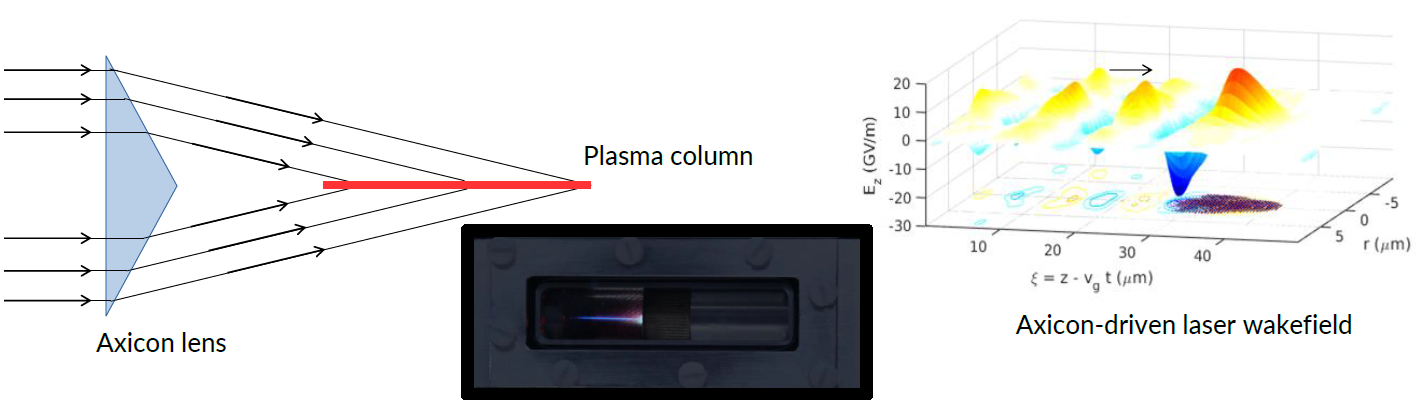 Axicon lens
Plasma column
E_z (GV/m)
20
10
0
-10
-20
-30
10
20
30
40
ξ = z - v_g t (μm)
-5
0
5
r (μm)
Axicon-driven laser wakefield